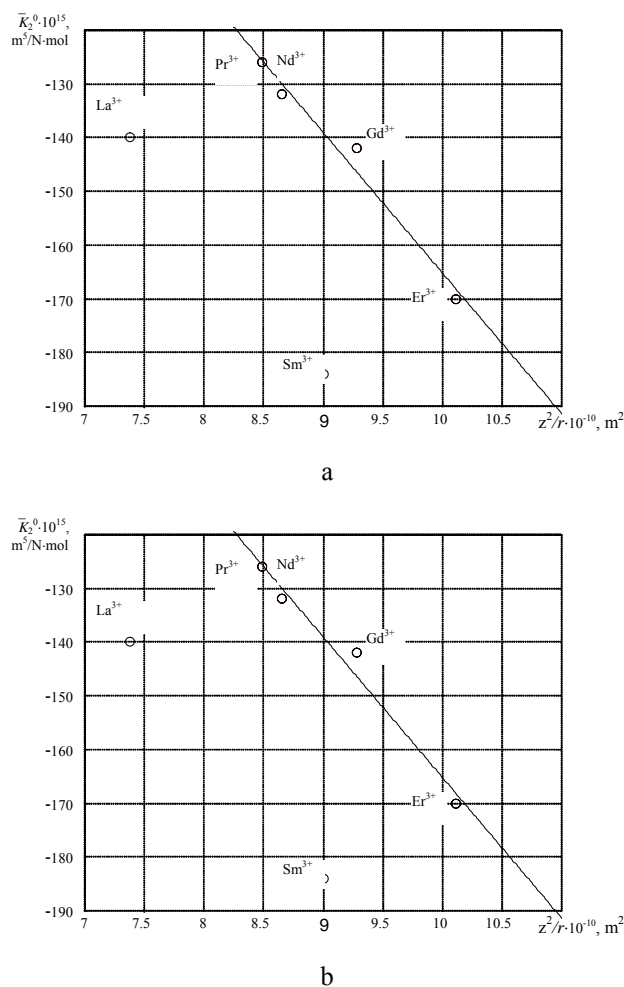 K̅₂⁰·10¹⁵,
m⁵/N·mol
-130
-140
-150
-160
-170
-180
-190
Pr³⁺
Nd³⁺
La³⁺
Gd³⁺
Er³⁺
Sm³⁺
7 7.5 8 8.5 9 9.5 10 10.5 z²/r·10⁻¹⁰, m²
a
K̅₂⁰·10¹⁵,
m⁵/N·mol
-130
-140
-150
-160
-170
-180
-190
Pr³⁺
Nd³⁺
La³⁺
Gd³⁺
Er³⁺
Sm³⁺
7 7.5 8 8.5 9 9.5 10 10.5 z²/r·10⁻¹⁰, m²
b